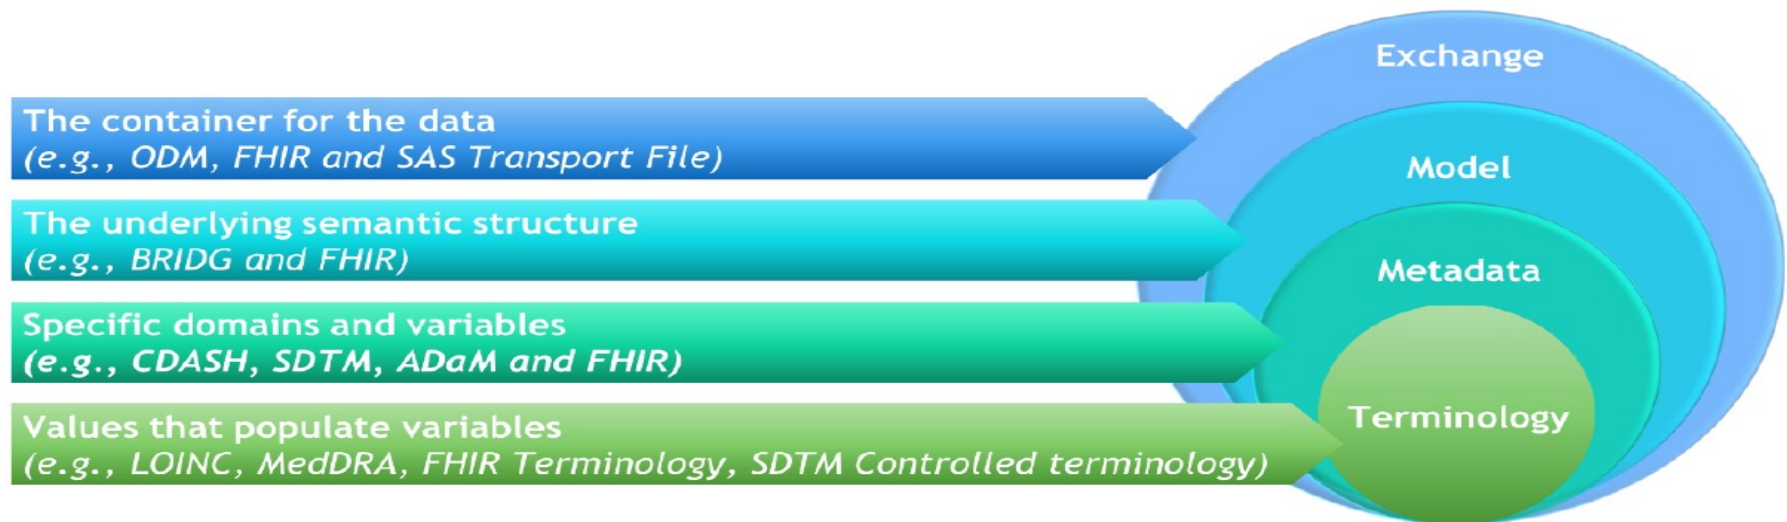 Exchange
The container for the data
(e.g., ODM, FHIR and SAS Transport File)
Model
The underlying semantic structure
(e.g., BRIDG and FHIR)
Metadata
Specific domains and variables
(e.g., CDASH, SDTM, ADaM and FHIR)
Terminology
Values that populate variables
(e.g., LOINC, MedDRA, FHIR Terminology, SDTM Controlled terminology)